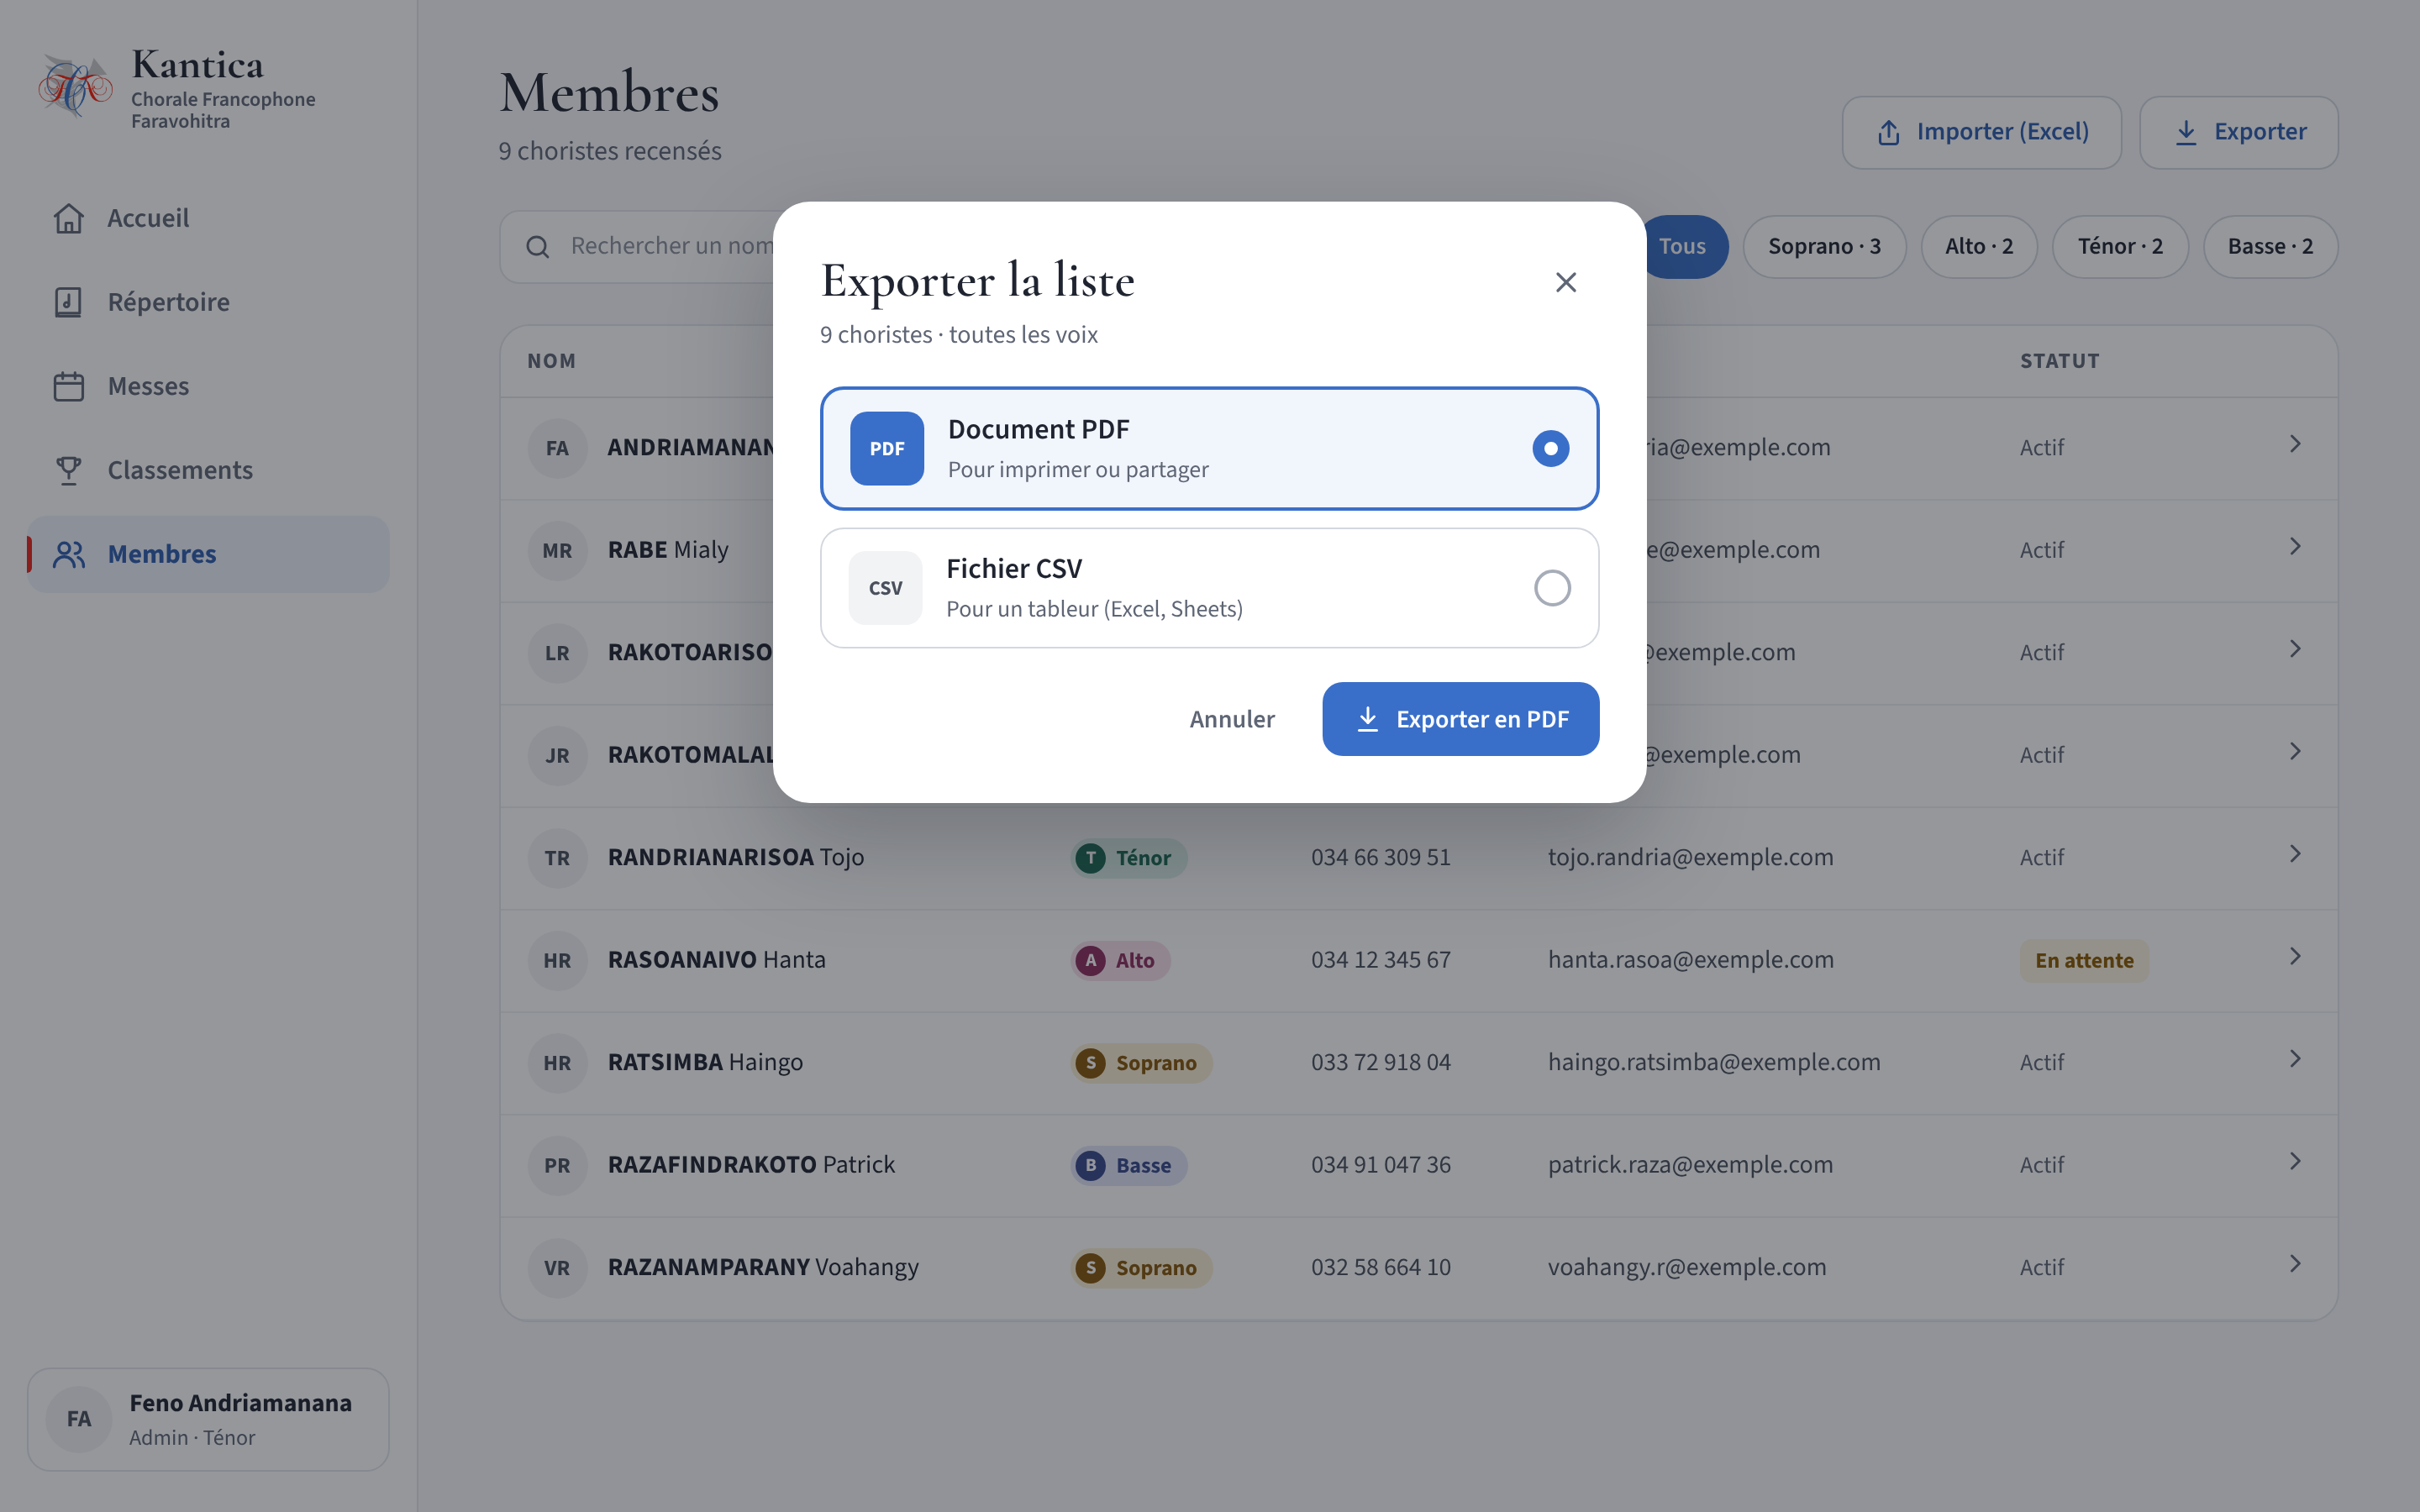 Kantica
Chorale Francophone
Faravohitra
Accueil
Répertoire
Messes
Classements
Membres
FA
Feno Andriamanana
Admin · Ténor
Membres
9 choristes recensés
Importer (Excel)
Exporter
Rechercher un nom
Tous
Soprano · 3
Alto · 2
Ténor · 2
Basse · 2
NOM
STATUT
FA
ria@exemple.com
Actif
MR
RABE Mialy
e@exemple.com
Actif
LR
@exemple.com
Actif
JR
@exemple.com
Actif
TR
RANDRIANARISOA Tojo
T
Ténor
034 66 309 51
tojo.randria@exemple.com
Actif
HR
RASOANAIVO Hanta
A
Alto
034 12 345 67
hanta.rasoa@exemple.com
En attente
HR
RATSIMBA Haingo
S
Soprano
033 72 918 04
haingo.ratsimba@exemple.com
Actif
PR
RAZAFINDRAKOTO Patrick
B
Basse
034 91 047 36
patrick.raza@exemple.com
Actif
VR
RAZANAMPARANY Voahangy
S
Soprano
032 58 664 10
voahangy.r@exemple.com
Actif
Exporter la liste
9 choristes · toutes les voix
PDF
Document PDF
Pour imprimer ou partager
CSV
Fichier CSV
Pour un tableur (Excel, Sheets)
Annuler
Exporter en PDF